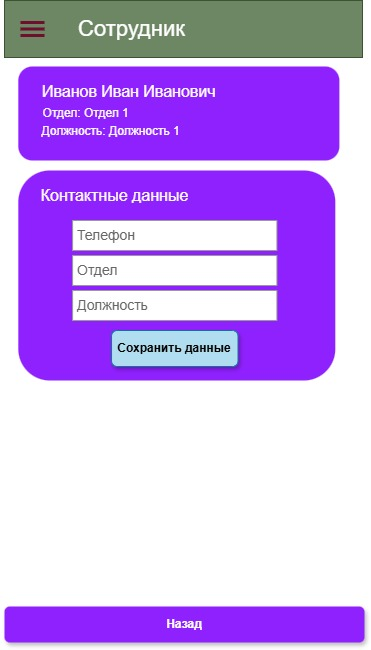 Сотрудник
Иванов Иван Иванович
Отдел: Отдел 1
Должность: Должность 1
Контактные данные
Телефон
Отдел
Должность
Сохранить данные
Назад